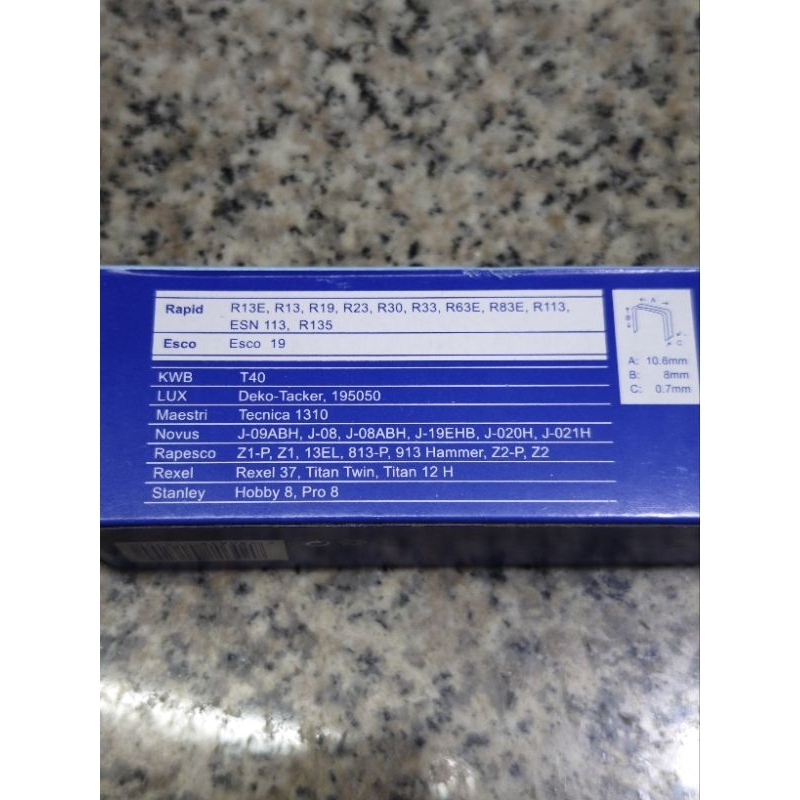 Rapid R13E, R13, R19, R23, R30, R33, R63E, R83E, R113,
ESN 113, R135
Esco Esco 19
KWB T40
LUX Deko-Tacker, 195050
Maestri Tecnica 1310
Novus J-09ABH, J-08, J-08ABH, J-19EHB, J-020H, J-021H
Rapesco Z1-P, Z1, 13EL, 813-P, 913 Hammer, Z2-P, Z2
Rexel Rexel 37, Titan Twin, Titan 12 H
Stanley Hobby 8, Pro 8
A
B
C
A: 10.6mm
B: 8mm
C: 0.7mm